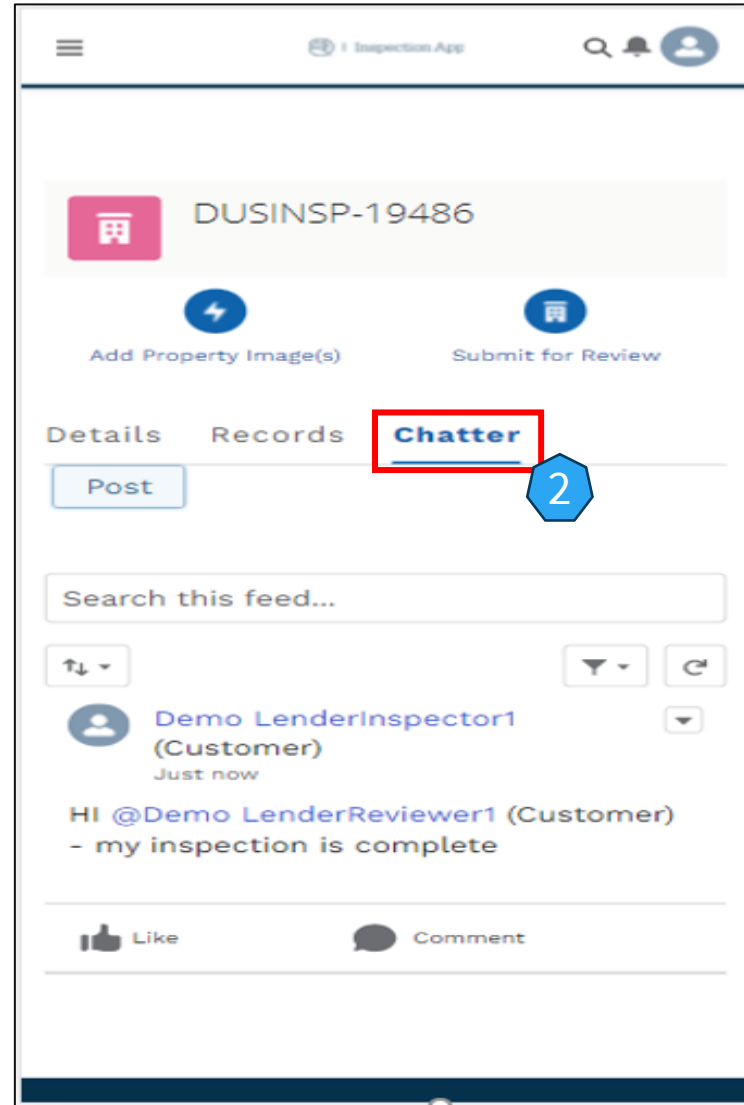 | Inspection App
DUSINSP-19486
Add Property Image(s)
Submit for Review
Details Records Chatter
2
Post
Search this feed...
Demo LenderInspector1
(Customer)
Just now
HI @Demo LenderReviewer1 (Customer)
- my inspection is complete
Like
Comment